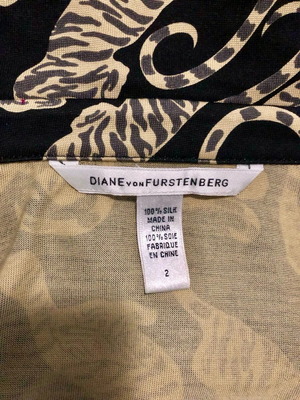 DIANE VON FURSTENBERG
100% SILK
MADE IN
CHINA
100% SOIE
FABRIQUE
EN CHINE
2